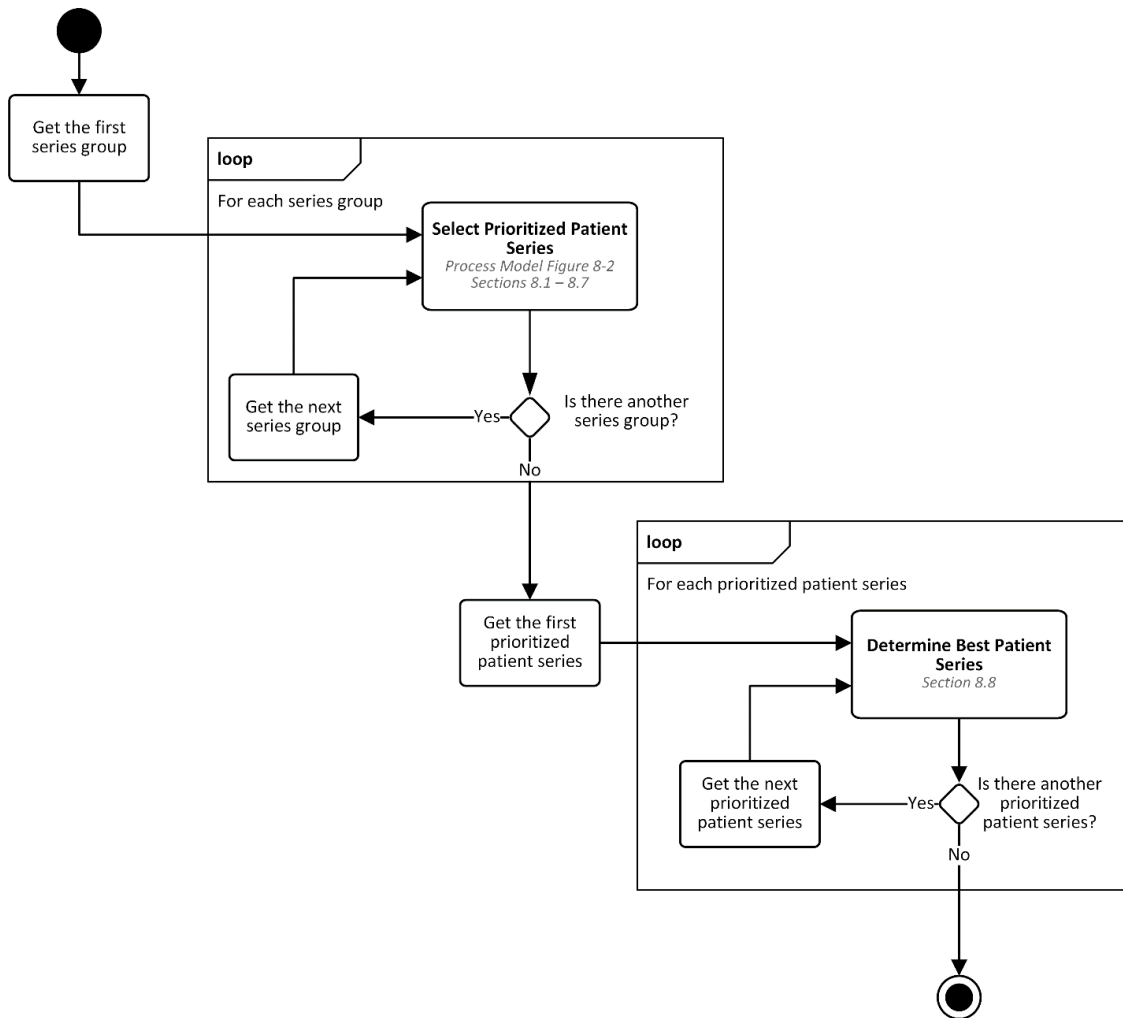 Get the first
series group
loop
For each series group
Select Prioritized Patient
Series
Process Model Figure 8-2
Sections 8.1 – 8.7
Get the next
series group
Yes
Is there another
series group?
No
loop
For each prioritized patient series
Get the first
prioritized
patient series
Determine Best Patient
Series
Section 8.8
Get the next
prioritized
patient series
Yes
Is there another
prioritized
patient series?
No